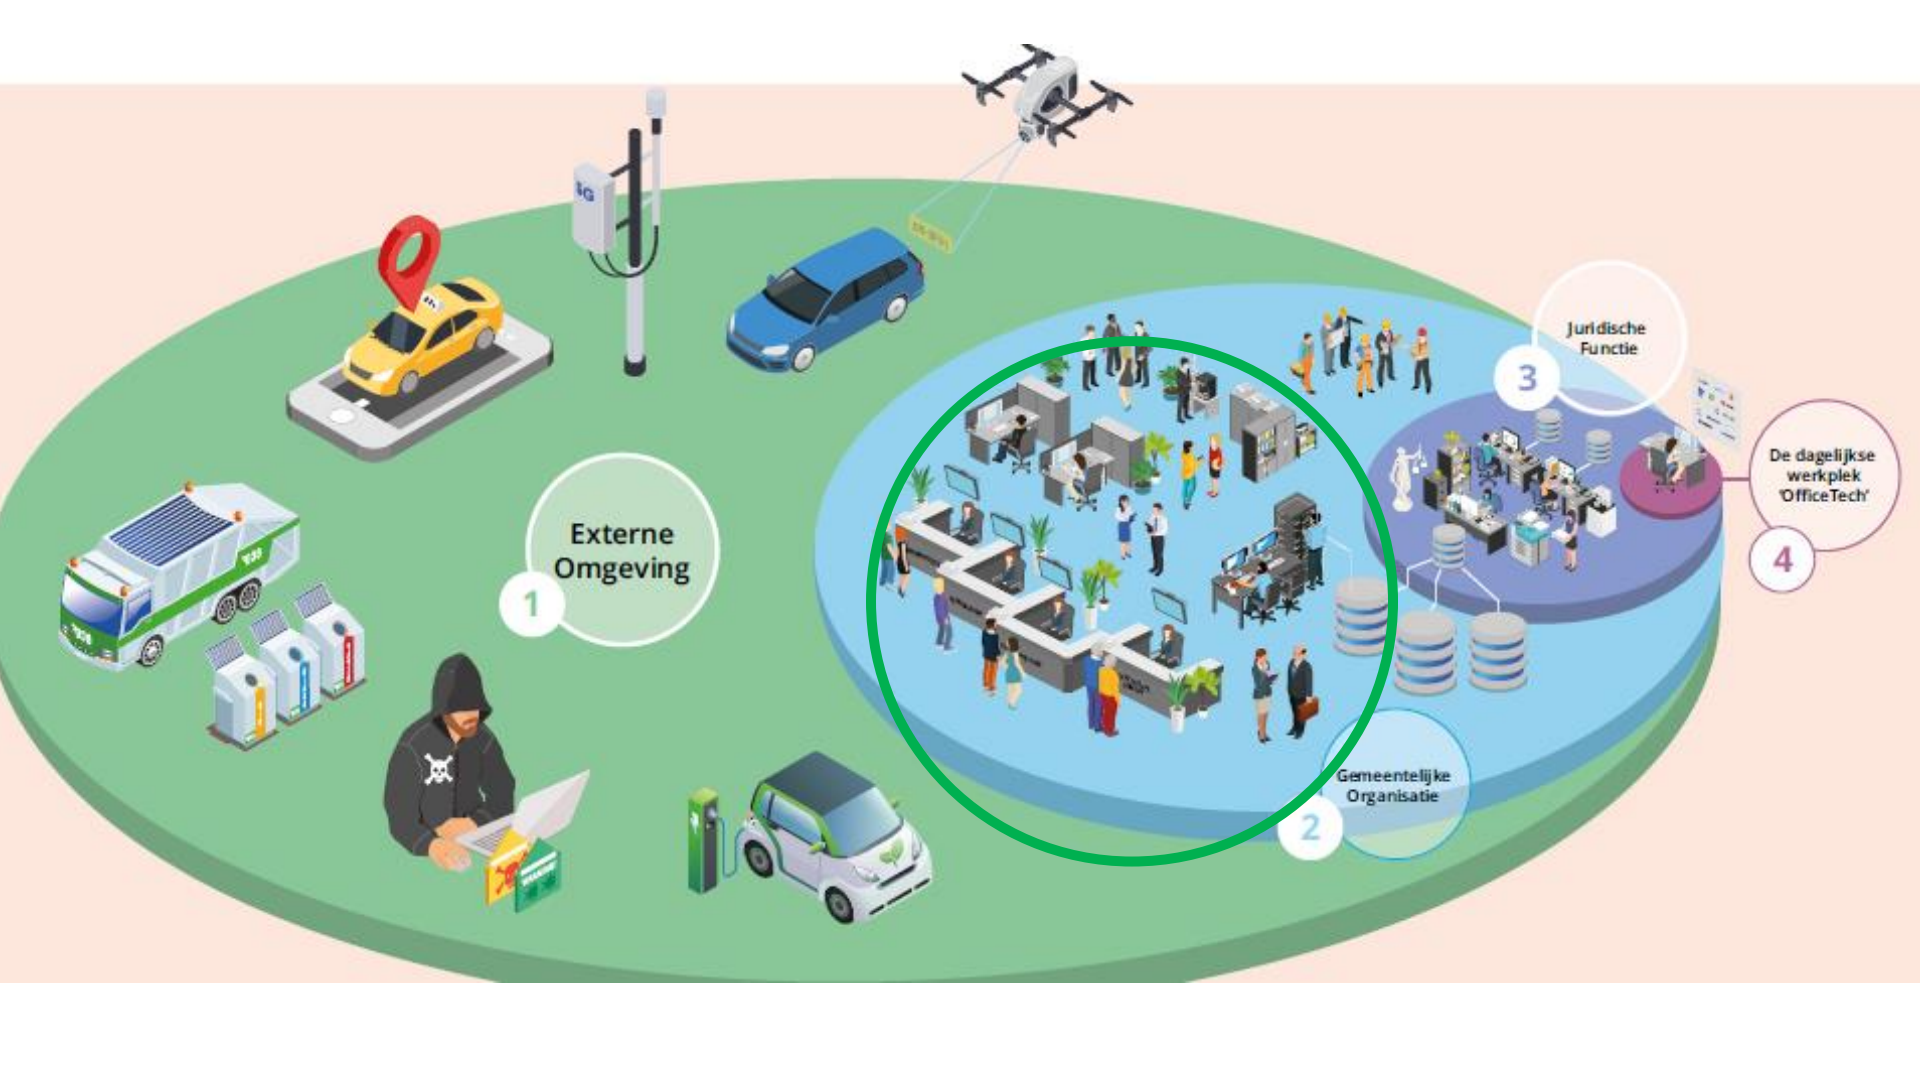 5G
Externe
Omgeving
1
Juridische
Functie
3
De dagelijkse
werkplek
'OfficeTech'
4
Gemeentelijke
Organisatie
2